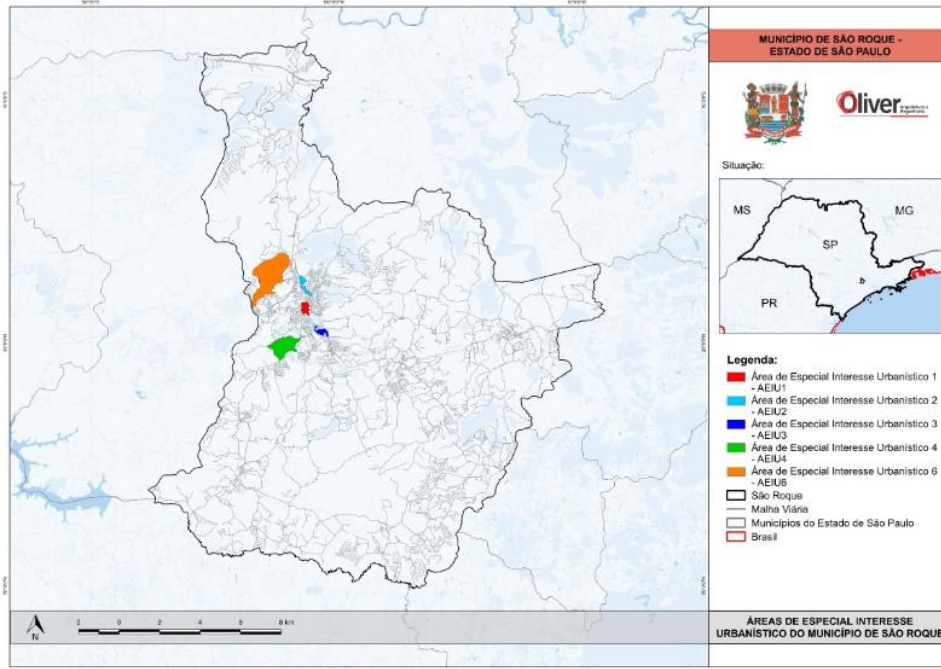 MUNICÍPIO DE SÃO ROQUE -
ESTADO DE SÃO PAULO
Oliver
Situação:
MS
MG
SP
PR
Legenda:
Área de Especial Interesse Urbanístico 1
- AEIU1
Área de Especial Interesse Urbanístico 2
- AEIU2
Área de Especial Interesse Urbanístico 3
- AEIU3
Área de Especial Interesse Urbanístico 4
- AEIU4
Área de Especial Interesse Urbanístico 6
- AEIU6
São Roque
Malha Viária
Municípios do Estado de São Paulo
Brasil
N
2 0 2 4 6 8 km
ÁREAS DE ESPECIAL INTERESSE
URBANÍSTICO DO MUNICÍPIO DE SÃO ROQUE